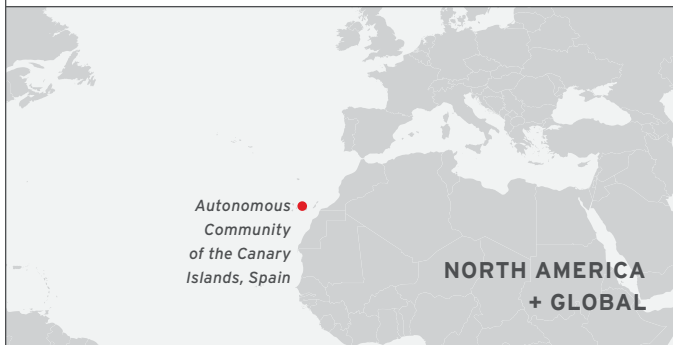 Autonomous
Community
of the Canary
Islands, Spain
NORTH AMERICA
+ GLOBAL